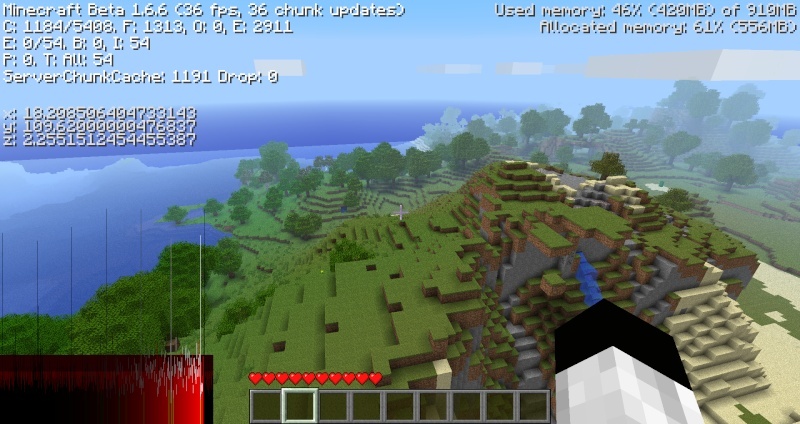 Minecraft Beta 1.6.6 (36 fps, 36 chunk updates)
Used memory: 46% (420MB) of 910MB
C: 1184/5408, F: 1313, O: 0, E: 2911
Allocated memory: 61% (556MB)
E: 0/54. B: 0, I: 54
P: 0. T: All: 54
ServerChunkCache: 1191 Drop: 0
x: 18.208506404733143
y: 109.62000000476837
z: 2.2551512454455387